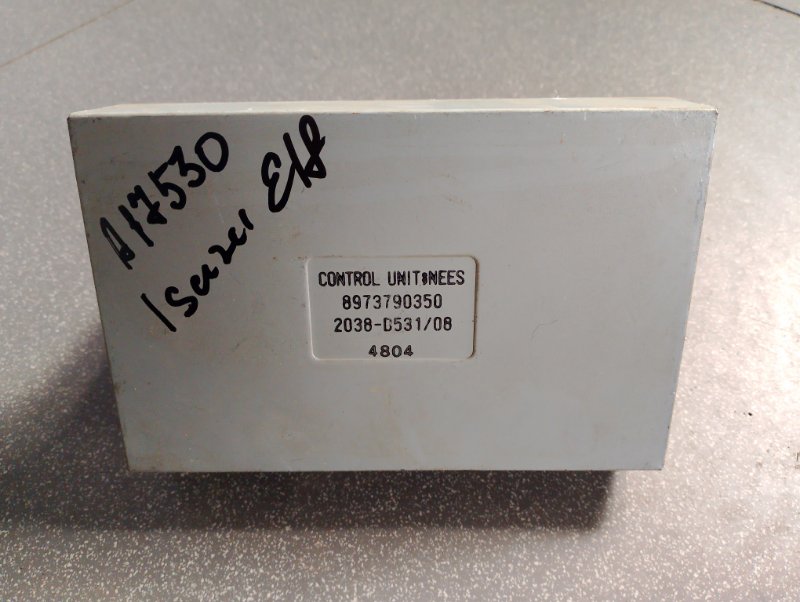 A17530
Isuzu Elf
CONTROL UNIT:NEES
8973790350
2038-D531/08
4804